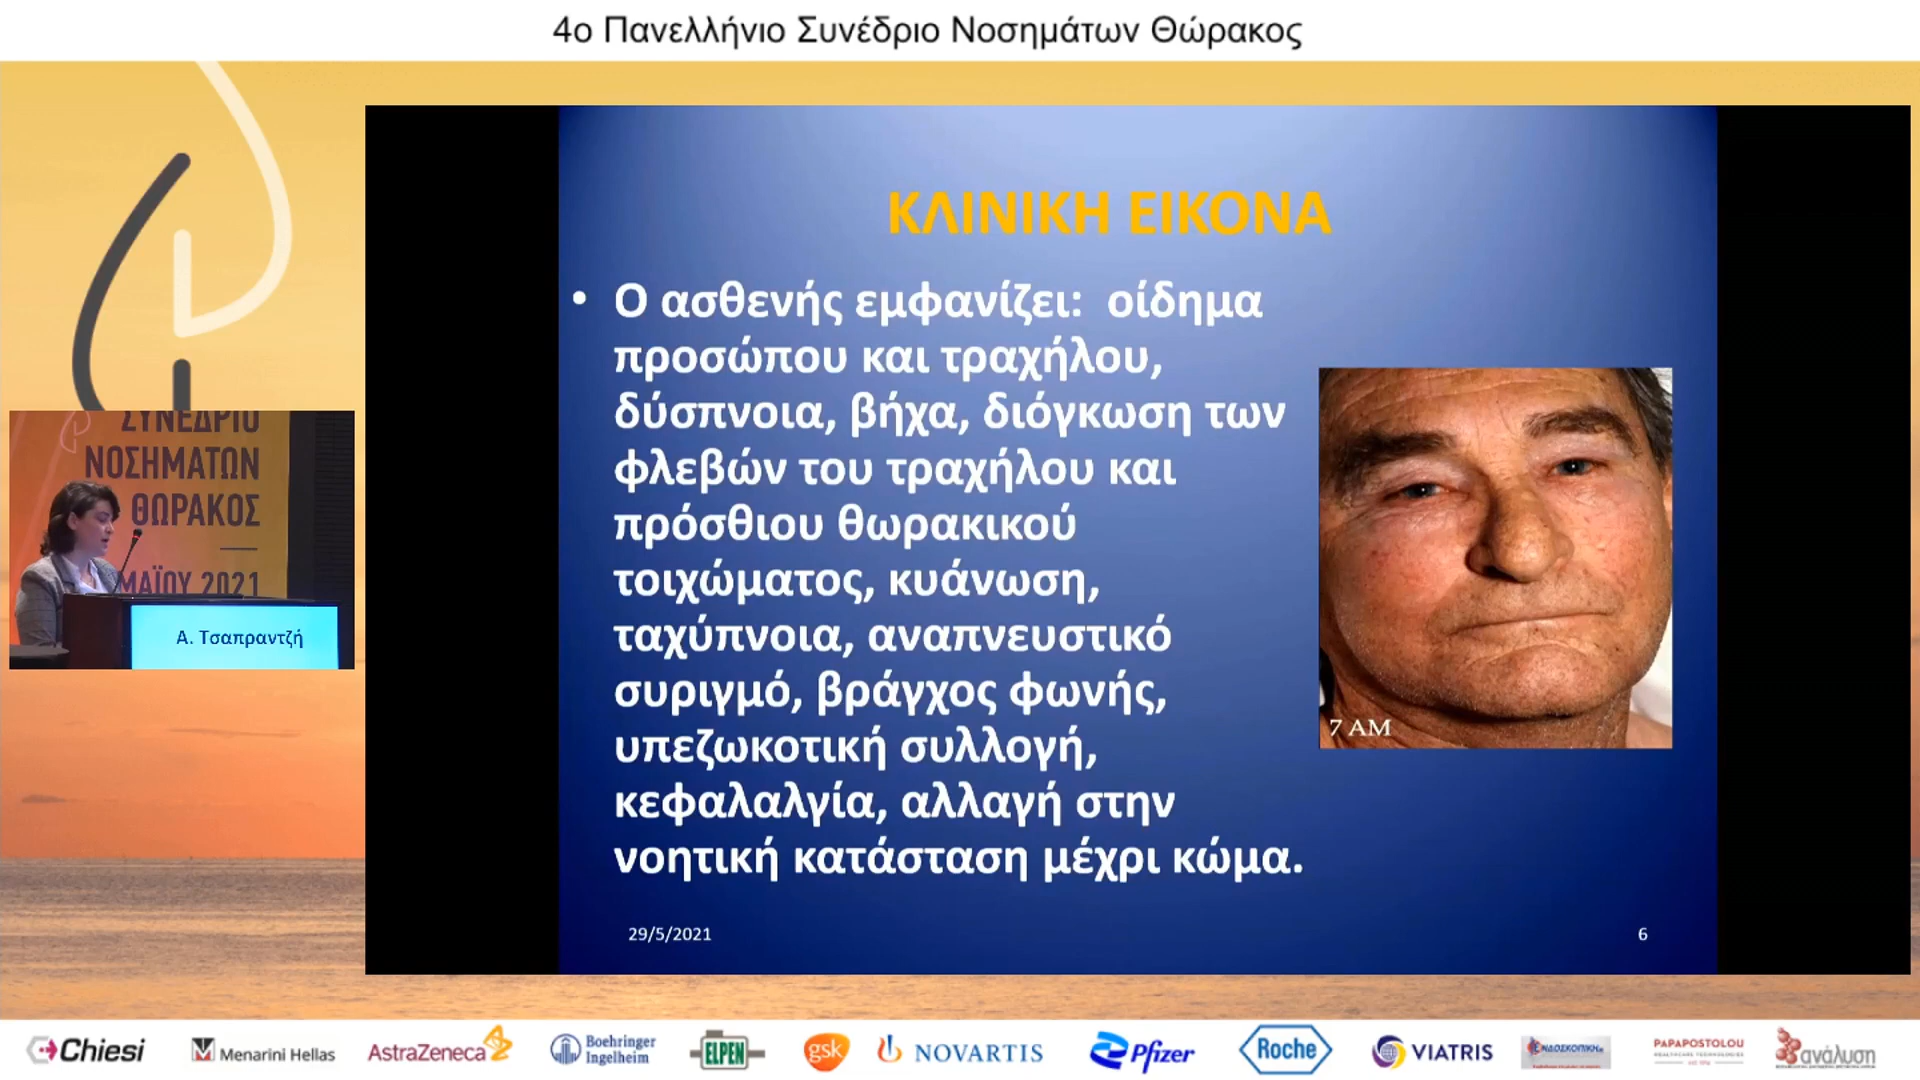 4ο Πανελλήνιο Συνέδριο Νοσημάτων Θώρακος
ΚΛΙΝΙΚΗ ΕΙΚΟΝΑ
• Ο ασθενής εμφανίζει: οίδημα
προσώπου και τραχήλου,
δύσπνοια, βήχα, διόγκωση των
φλεβών του τραχήλου και
πρόσθιου θωρακικού
τοιχώματος, κυάνωση,
ταχύπνοια, αναπνευστικό
συριγμό, βράγχος φωνής,
υπεζωκοτική συλλογή,
κεφαλαλγία, αλλαγή στην
νοητική κατάσταση μέχρι κώμα.
7 AM
29/5/2021
6
ΣΥΝΕΔΡΙΟ
ΝΟΣΗΜΑΤΩΝ
ΘΩΡΑΚΟΣ
ΜΑΪΟΥ 2021
Α. Τσαπραντζή
Chiesi
Menarini Hellas
AstraZeneca
Boehringer
Ingelheim
ELPEN
gsk
NOVARTIS
Pfizer
Roche
VIATRIS
ΕΝΔΟΣΚΟΠΙΚΗ
PAPAPOSTOLOU
HEALTHCARE TECHNOLOGIES
ανάλυση